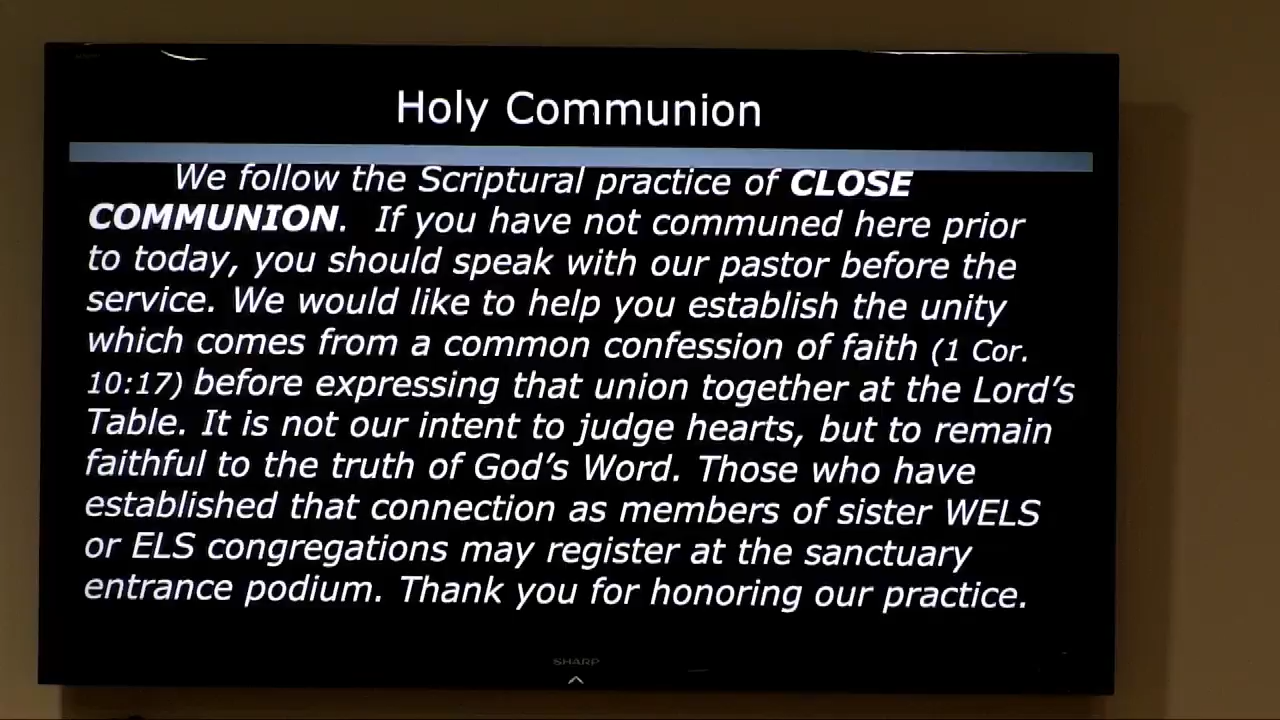 Holy Communion
We follow the Scriptural practice of CLOSE
COMMUNION. If you have not communed here prior
to today, you should speak with our pastor before the
service. We would like to help you establish the unity
which comes from a common confession of faith (1 Cor.
10:17) before expressing that union together at the Lord’s
Table. It is not our intent to judge hearts, but to remain
faithful to the truth of God’s Word. Those who have
established that connection as members of sister WELS
or ELS congregations may register at the sanctuary
entrance podium. Thank you for honoring our practice.
SHARP